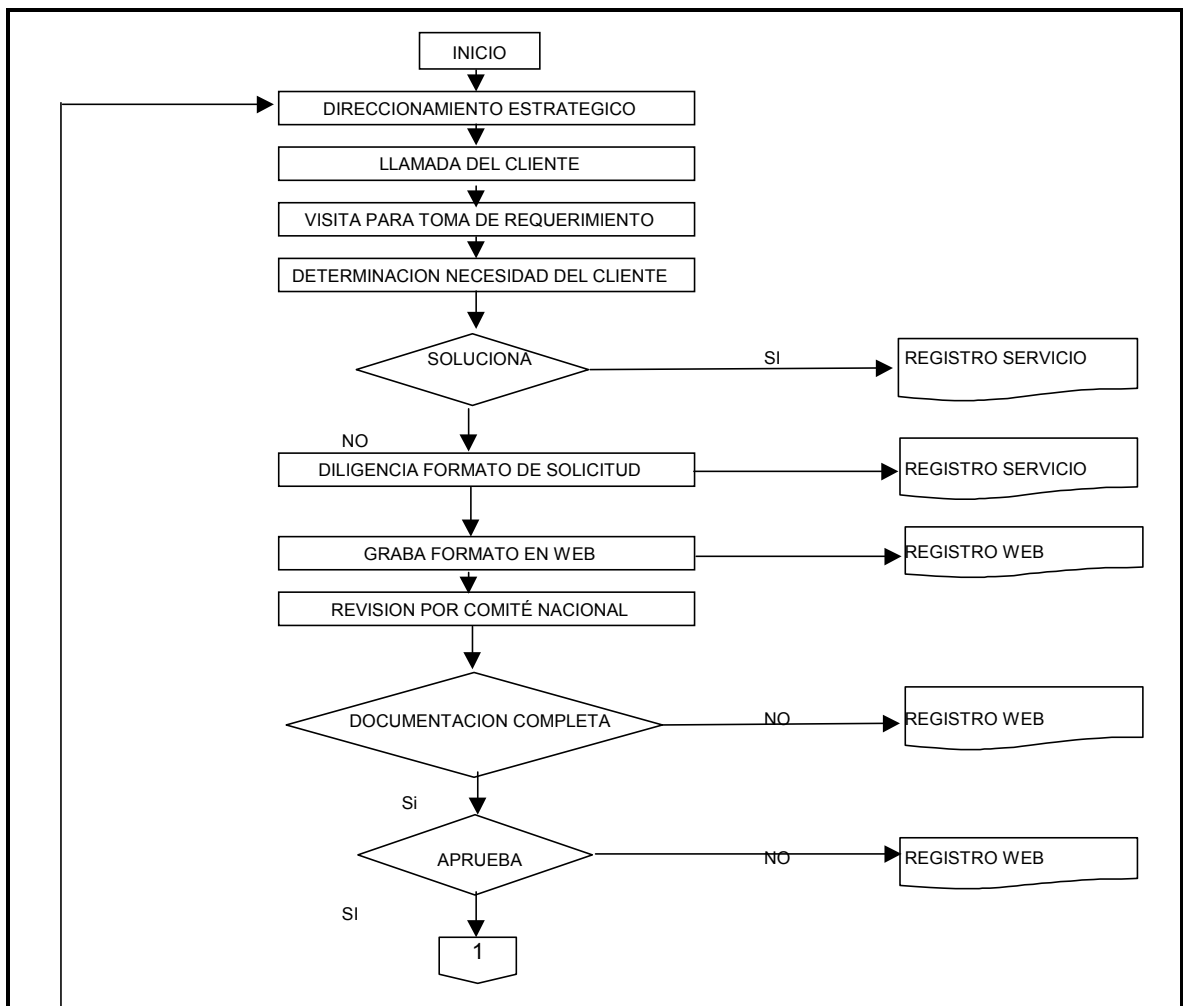 INICIO
DIRECCIONAMIENTO ESTRATEGICO
LLAMADA DEL CLIENTE
VISITA PARA TOMA DE REQUERIMIENTO
DETERMINACION NECESIDAD DEL CLIENTE
SOLUCIONA
SI
REGISTRO SERVICIO
NO
DILIGENCIA FORMATO DE SOLICITUD
REGISTRO SERVICIO
GRABA FORMATO EN WEB
REGISTRO WEB
REVISION POR COMITÉ NACIONAL
DOCUMENTACION COMPLETA
NO
REGISTRO WEB
Si
APRUEBA
NO
REGISTRO WEB
SI
1